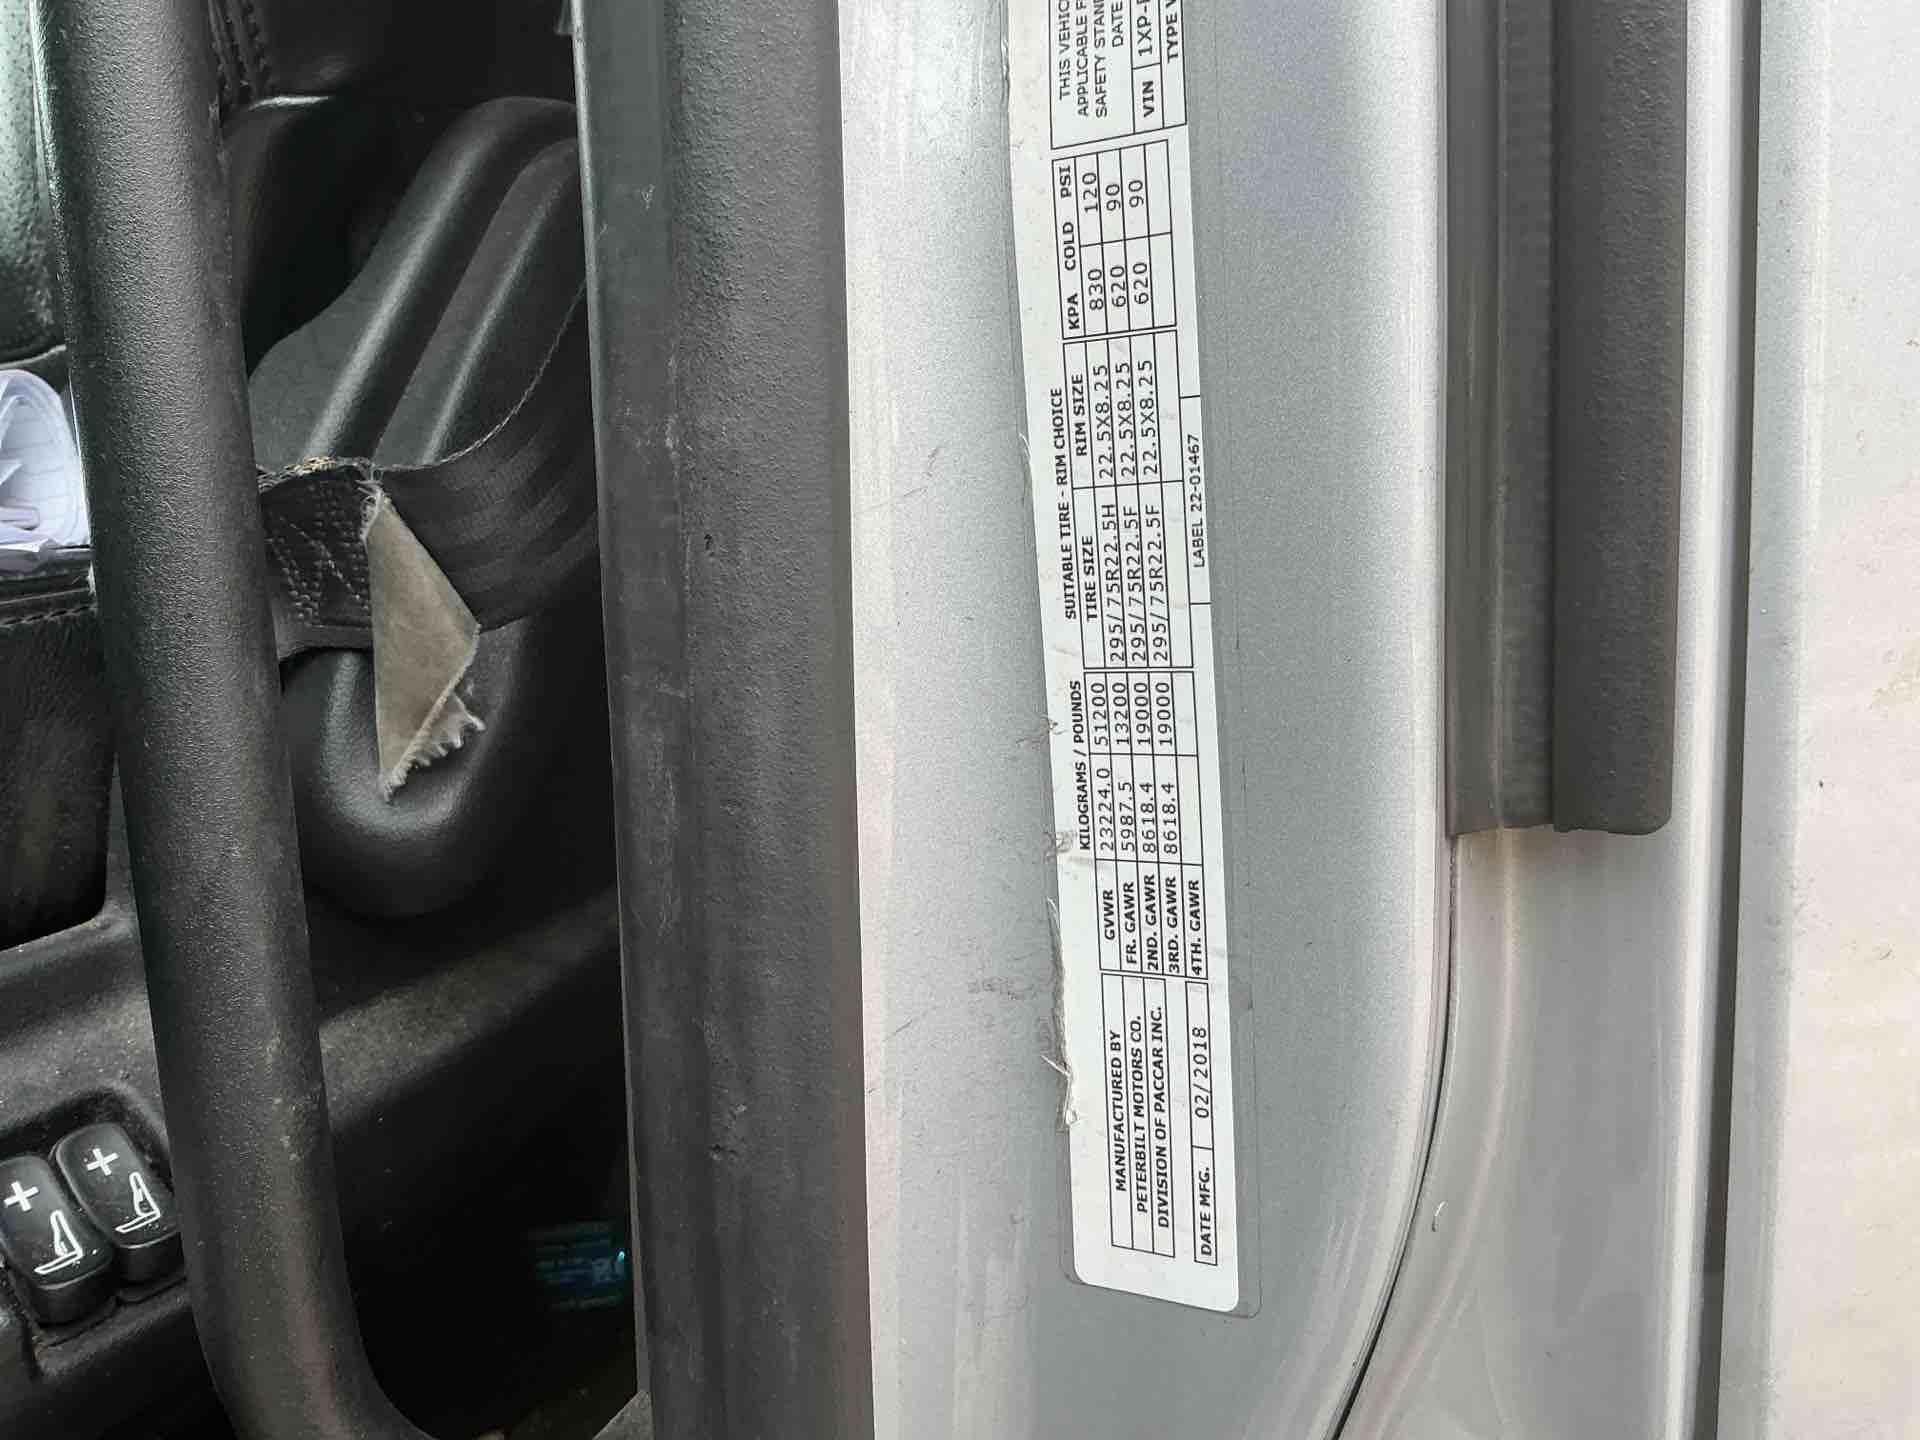 MANUFACTURED BY
PETERBILT MOTORS CO.
DIVISION OF PACCAR INC.
DATE MFG. 02/2018
KILOGRAMS / POUNDS
GVWR 23224.0 51200
FR. GAWR 5987.5 13200
2ND. GAWR 8618.4 19000
3RD. GAWR 8618.4 19000
4TH. GAWR
SUITABLE TIRE - RIM CHOICE
TIRE SIZE RIM SIZE
295/75R22.5H 22.5X8.25
295/75R22.5F 22.5X8.25
295/75R22.5F 22.5X8.25
LABEL 22-01467
KPA COLD PSI
830 120
620 90
620 90
THIS VEHIC
APPLICABLE F
SAFETY STAN
DATE
VIN 1XP-
TYPE V
+
+